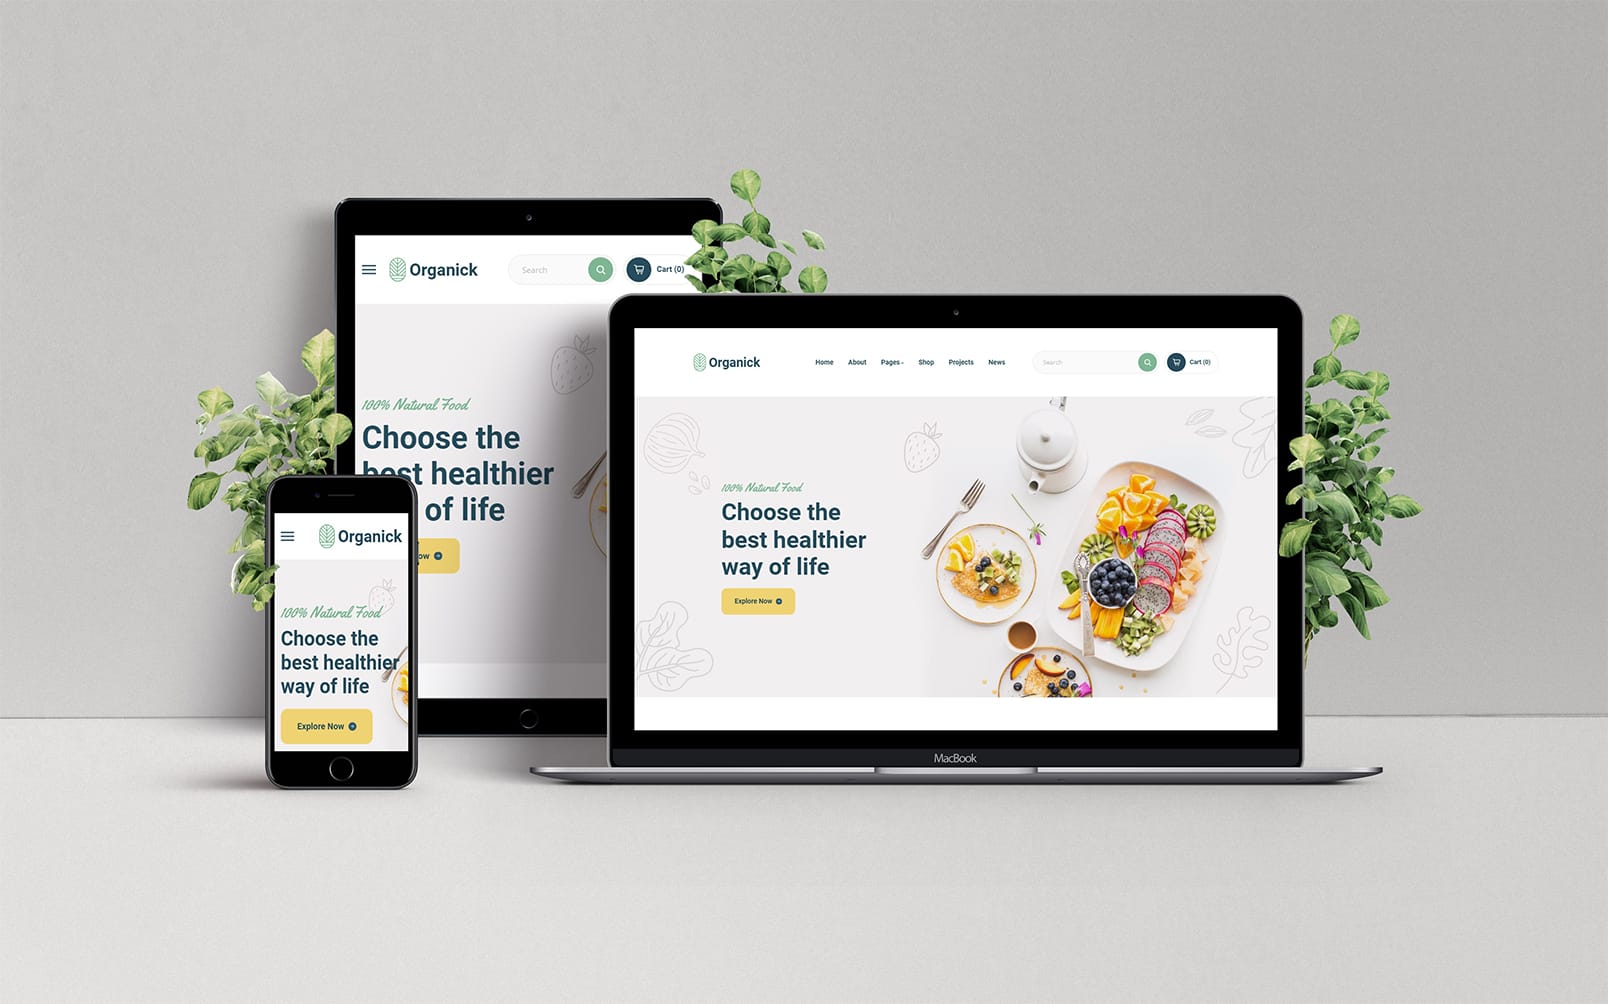 Organick
Search
Cart (0)
100% Natural Food
Choose the
best healthier
of life
ow
Organick
100% Natural Food
Choose the
best healthier
way of life
Explore Now
Organick
Home About Pages Shop Projects News
Search
Cart (0)
100% Natural Food
Choose the
best healthier
way of life
Explore Now
MacBook